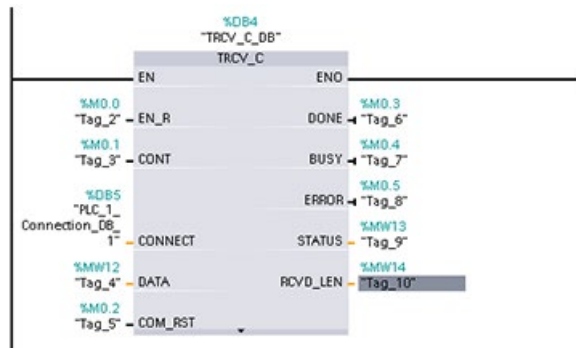 %DB4
"TRCV_C_DB"
TRCV_C
EN ENO
%M0.0 %M0.3
"Tag_2" EN_R DONE "Tag_6"
%M0.1 %M0.4
"Tag_3" CONT BUSY "Tag_7"
%DB5 %M0.5
"PLC_1_ ERROR "Tag_8"
Connection_DB_ %MW13
1" CONNECT STATUS "Tag_9"
%MW12 %MW14
"Tag_4" DATA RCVD_LEN "Tag_10"
%M0.2
"Tag_5" COM_RST